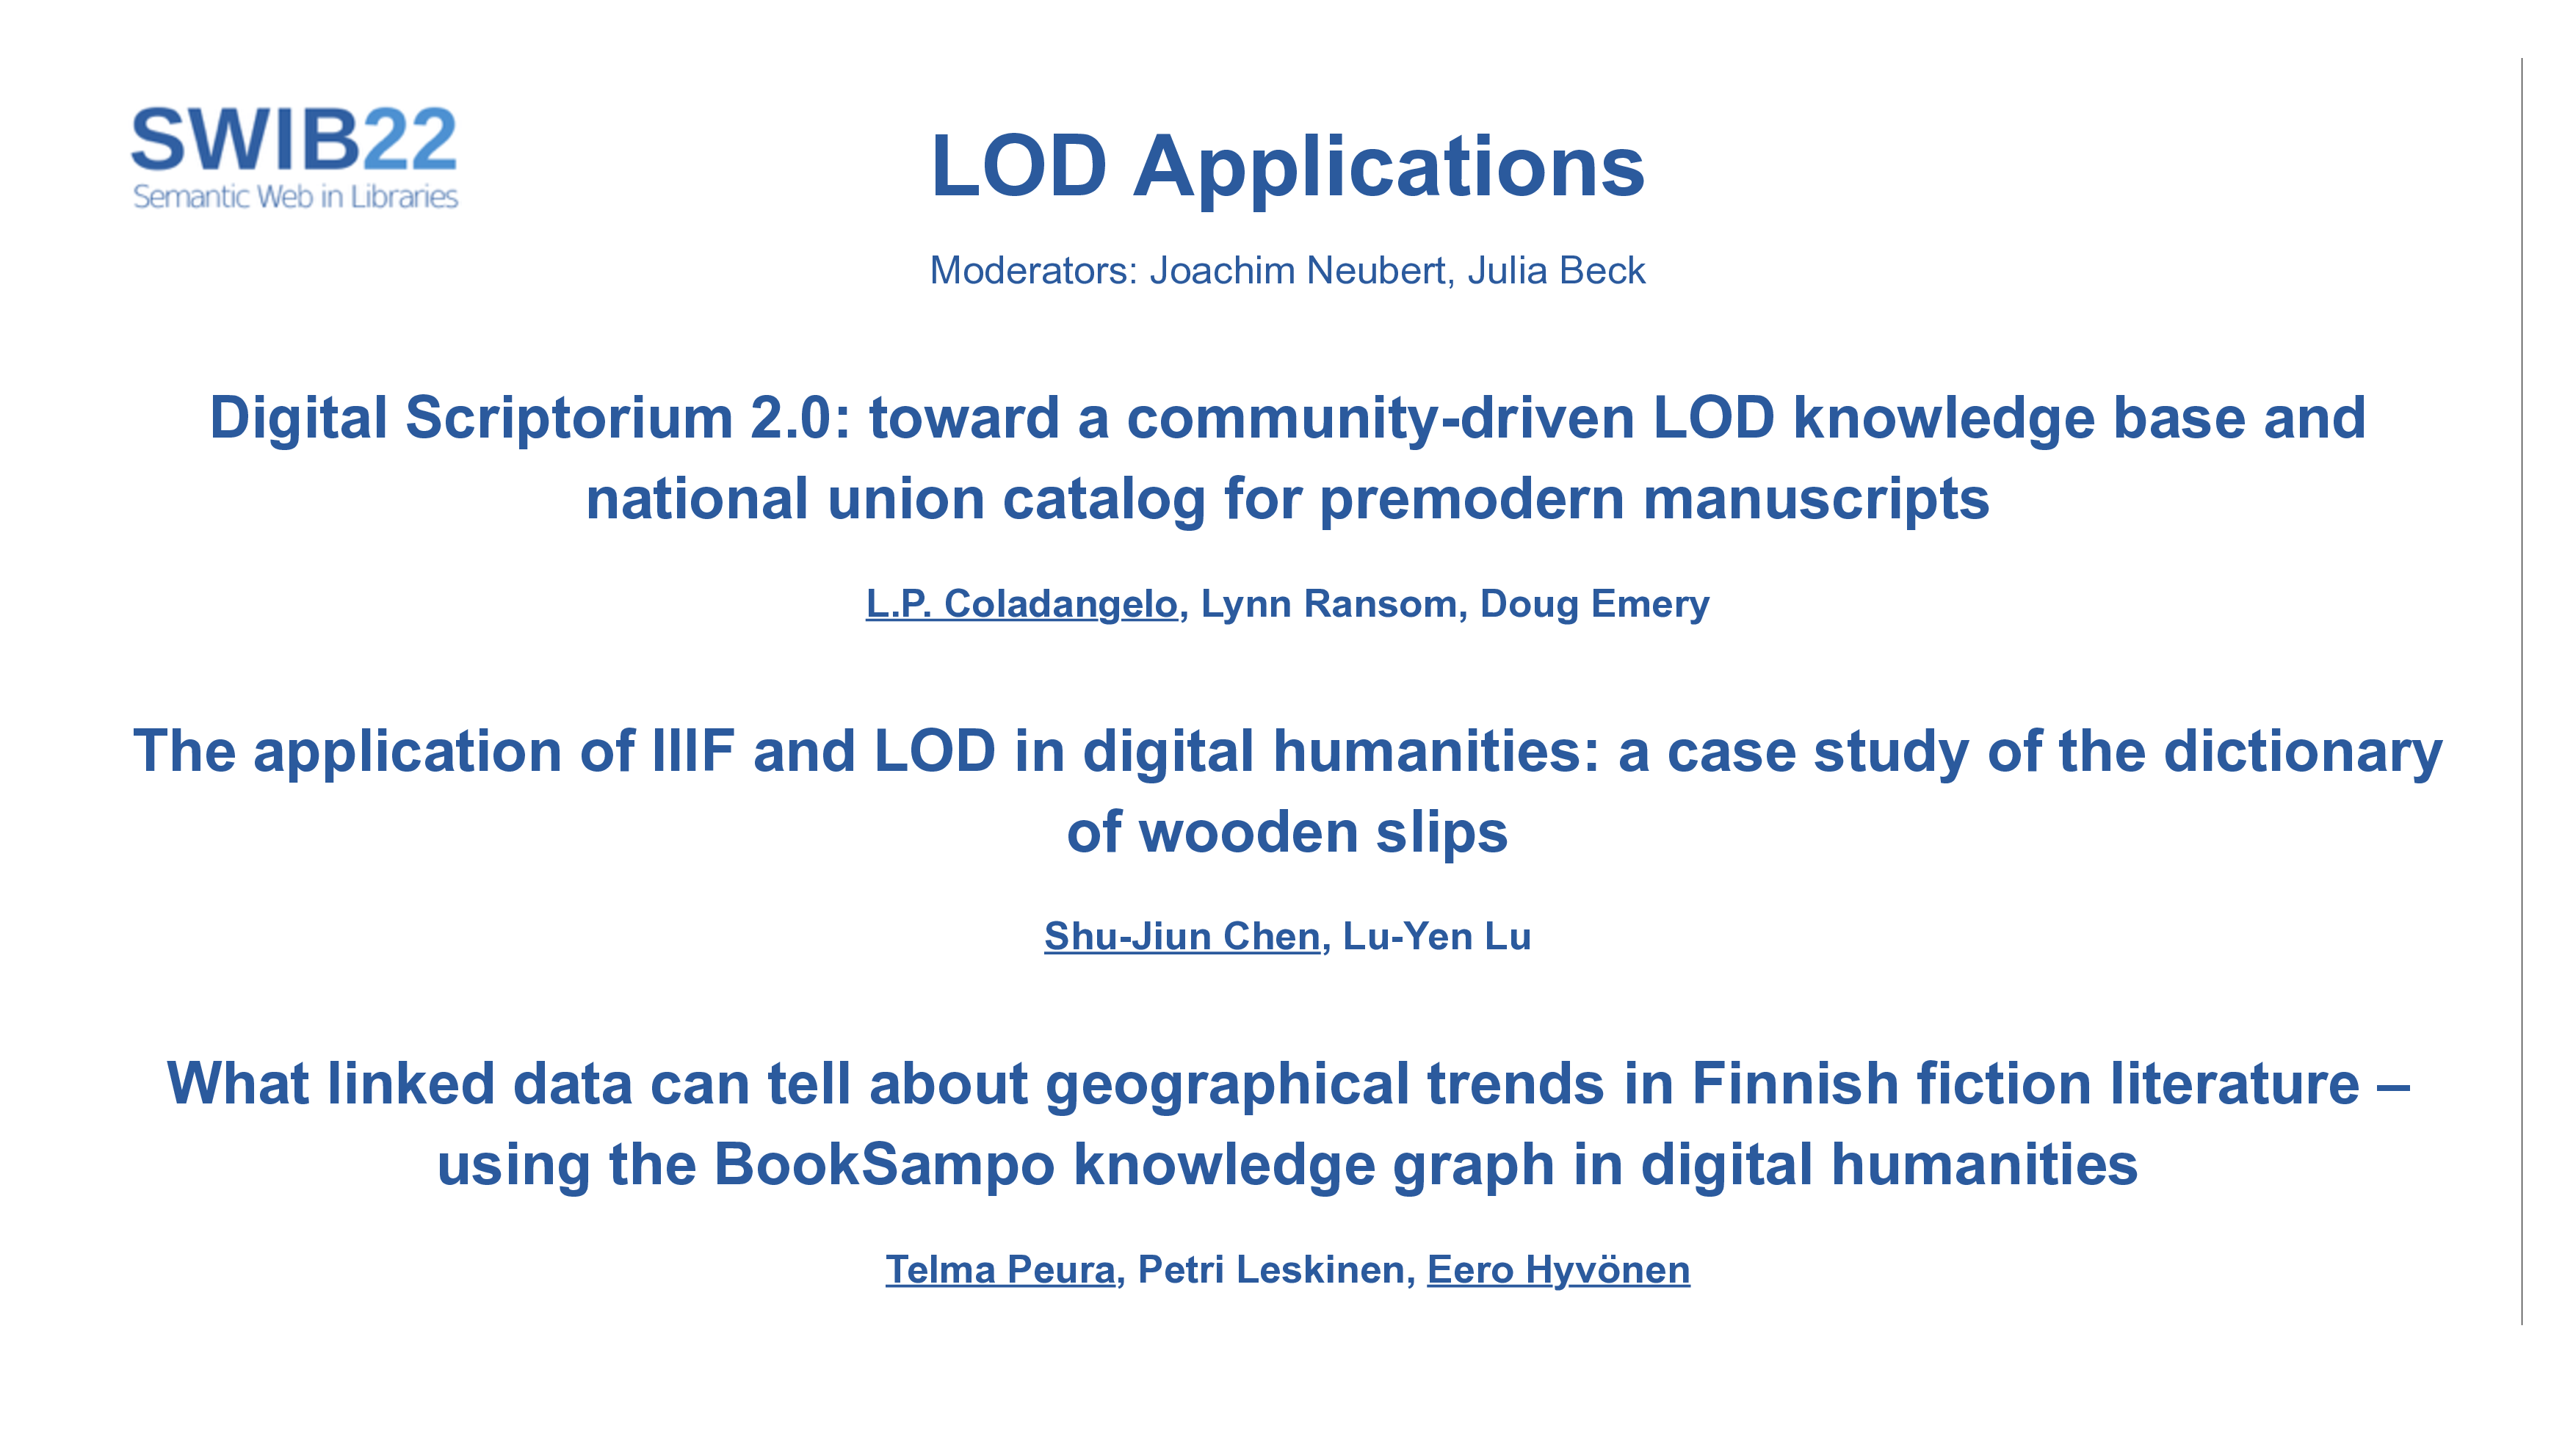 SWIB22
Semantic Web in Libraries
LOD Applications
Moderators: Joachim Neubert, Julia Beck
Digital Scriptorium 2.0: toward a community-driven LOD knowledge base and
national union catalog for premodern manuscripts
L.P. Coladangelo, Lynn Ransom, Doug Emery
The application of IIIF and LOD in digital humanities: a case study of the dictionary
of wooden slips
Shu-Jiun Chen, Lu-Yen Lu
What linked data can tell about geographical trends in Finnish fiction literature –
using the BookSampo knowledge graph in digital humanities
Telma Peura, Petri Leskinen, Eero Hyvönen